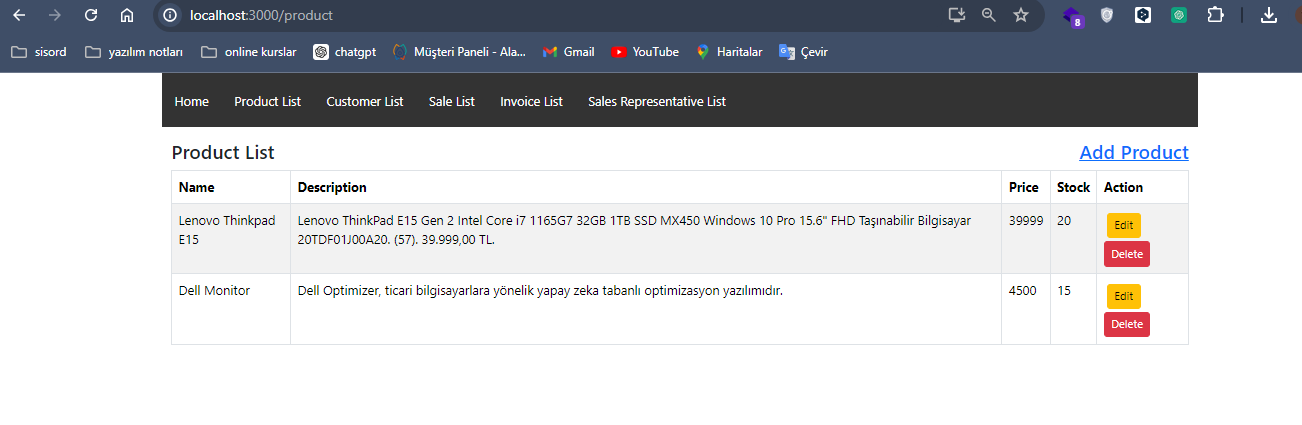 localhost:3000/product
8
sisord yazılım notları online kurslar chatgpt Müşteri Paneli - Ala... Gmail YouTube Haritalar Çevir
Home Product List Customer List Sale List Invoice List Sales Representative List
Product List Add Product
Name Description Price Stock Action
Lenovo Thinkpad Lenovo ThinkPad E15 Gen 2 Intel Core i7 1165G7 32GB 1TB SSD MX450 Windows 10 Pro 15.6" FHD Taşınabilir Bilgisayar 39999 20 Edit
E15 20TDF01J00A20. (57). 39.999,00 TL.
Delete
Dell Monitor Dell Optimizer, ticari bilgisayarlara yönelik yapay zeka tabanlı optimizasyon yazılımıdır. 4500 15 Edit
Delete